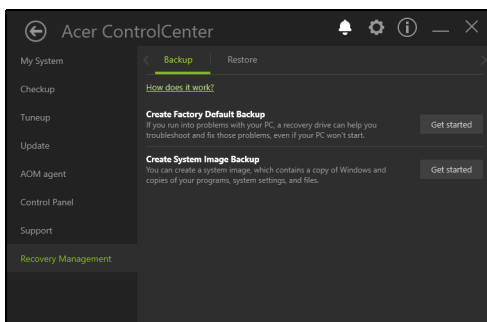 Acer ControlCenter
My System
Checkup
Tuneup
Update
AOM agent
Control Panel
Support
Recovery Management
Backup Restore
How does it work?
Create Factory Default Backup
If you run into problems with your PC, a recovery drive can help you
troubleshoot and fix those problems, even if your PC won't start.
Get started
Create System Image Backup
You can create a system image, which contains a copy of Windows and
copies of your programs, system settings, and files.
Get started